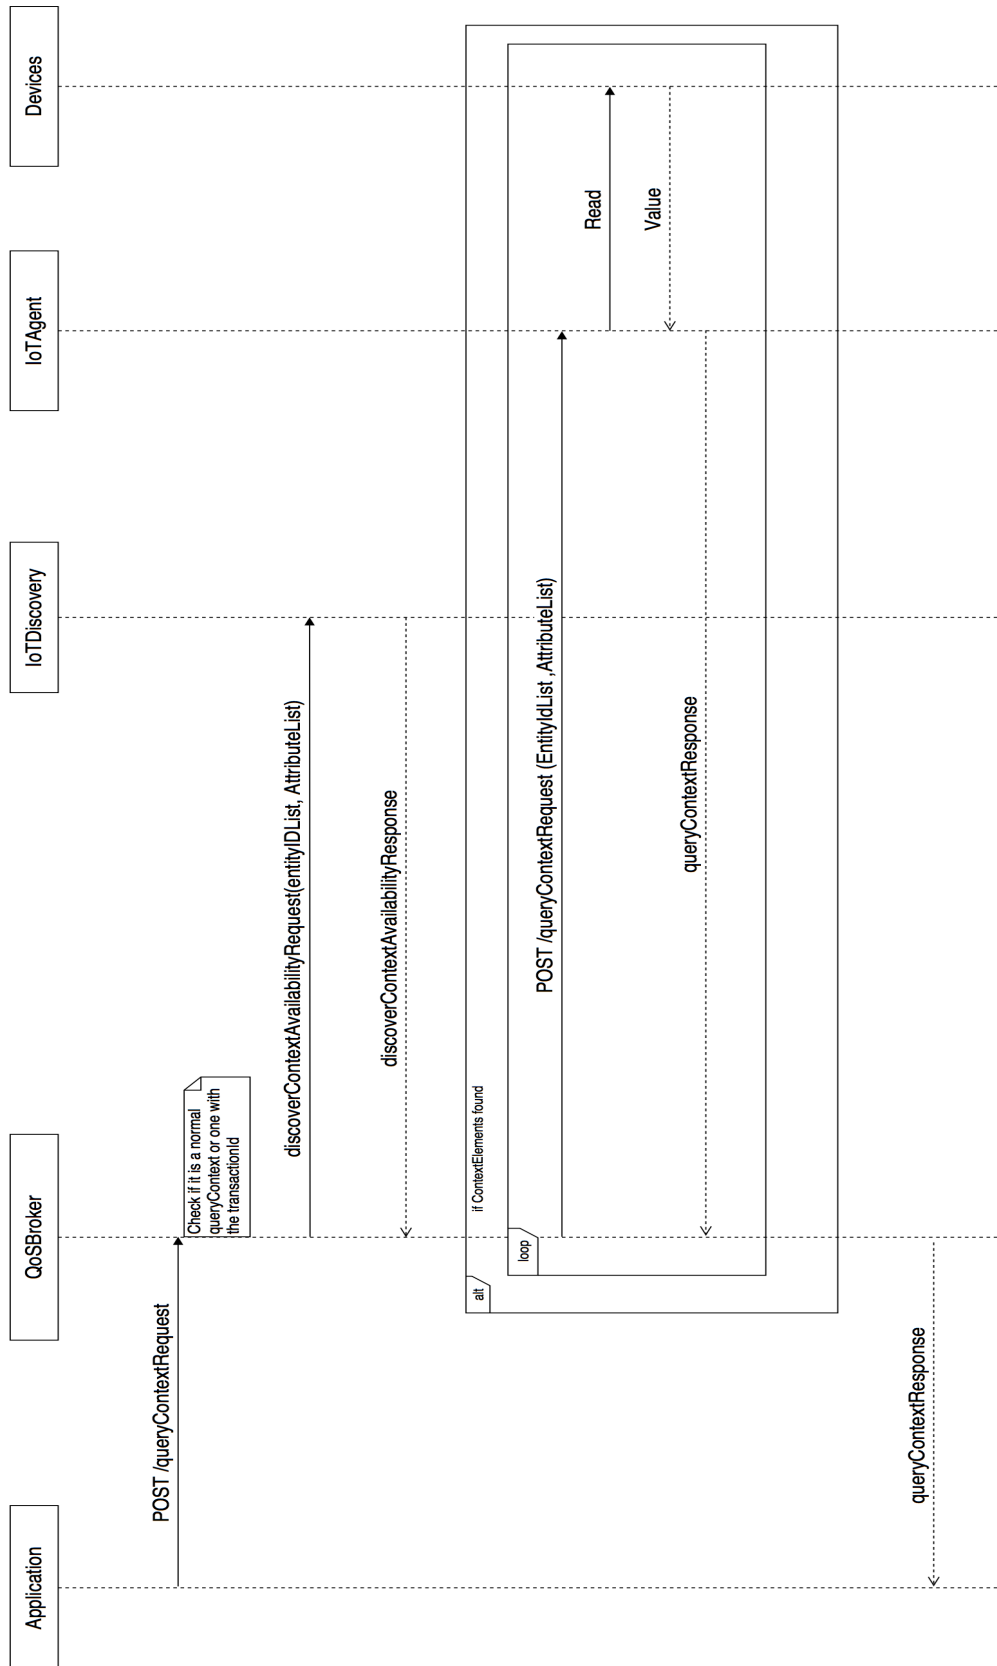 Application
QoSBroker
IoTDiscovery
IoTAgent
Devices
POST /queryContextRequest
Check if it is a normal
queryContext or one with
the transactionId
discoverContextAvailabilityRequest(entityIDList, AttributeList)
discoverContextAvailabilityResponse
alt
if ContextElements found
loop
POST /queryContextRequest (EntityIdList ,AttributeList)
Read
Value
queryContextResponse
queryContextResponse